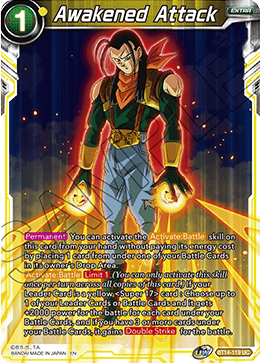 1
Awakened Attack
EXTRA
Permanent You can activate the Activate:Battle skill on
this card from your hand without paying its energy cost
by placing 1 card from under one of your Battle Cards
in its owner's Drop Area.
Activate:Battle Limit 1 (You can only activate this skill
once per turn across all copies of this card.) If your
Leader Card is a yellow, <Super 17> card : Choose up to
1 of your Leader Cards or Battle Cards and it gets
+2000 power for the battle for each card under your
Battle Cards, and if you have 3 or more cards under
your Battle Cards, it gains Double Strike for the battle.
©B.S./S., T.A.
BANDAI MADE IN JAPAN EN
BT14-119 UC